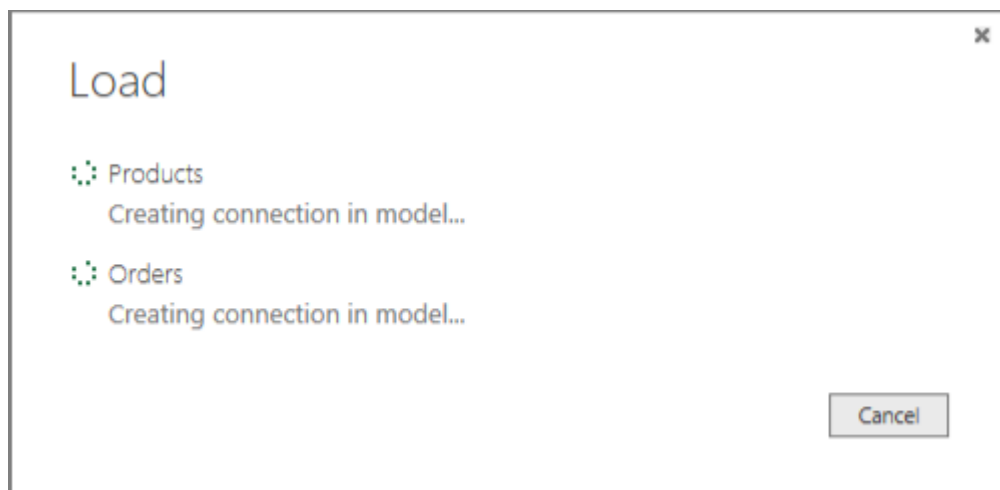 Load
Products
Creating connection in model...
Orders
Creating connection in model...
Cancel